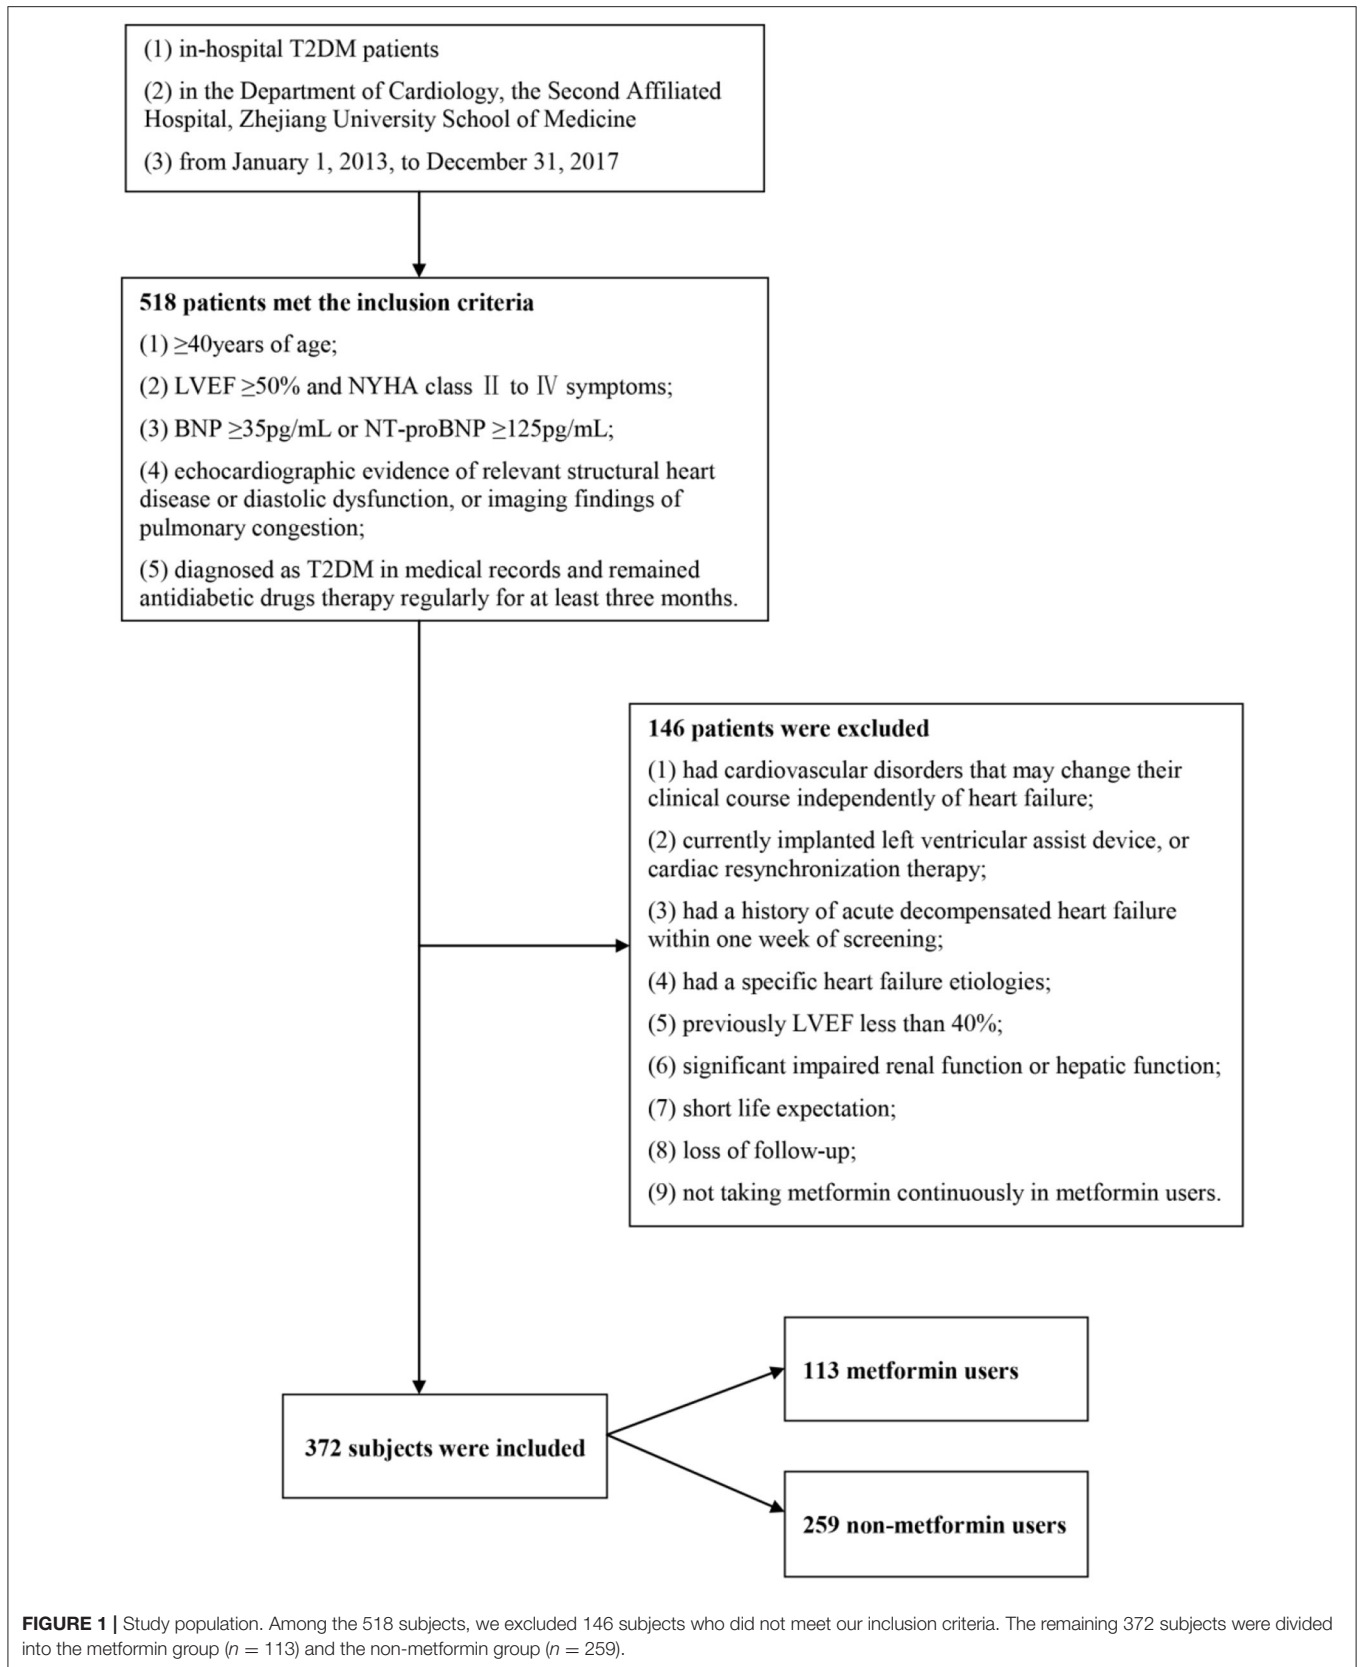 (1) in-hospital T2DM patients
(2) in the Department of Cardiology, the Second Affiliated
Hospital, Zhejiang University School of Medicine
(3) from January 1, 2013, to December 31, 2017
518 patients met the inclusion criteria
(1) ≥40years of age;
(2) LVEF ≥50% and NYHA class Ⅱ to Ⅳ symptoms;
(3) BNP ≥35pg/mL or NT-proBNP ≥125pg/mL;
(4) echocardiographic evidence of relevant structural heart
disease or diastolic dysfunction, or imaging findings of
pulmonary congestion;
(5) diagnosed as T2DM in medical records and remained
antidiabetic drugs therapy regularly for at least three months.
146 patients were excluded
(1) had cardiovascular disorders that may change their
clinical course independently of heart failure;
(2) currently implanted left ventricular assist device, or
cardiac resynchronization therapy;
(3) had a history of acute decompensated heart failure
within one week of screening;
(4) had a specific heart failure etiologies;
(5) previously LVEF less than 40%;
(6) significant impaired renal function or hepatic function;
(7) short life expectation;
(8) loss of follow-up;
(9) not taking metformin continuously in metformin users.
372 subjects were included
113 metformin users
259 non-metformin users
FIGURE 1 | Study population. Among the 518 subjects, we excluded 146 subjects who did not meet our inclusion criteria. The remaining 372 subjects were divided
into the metformin group (n = 113) and the non-metformin group (n = 259).